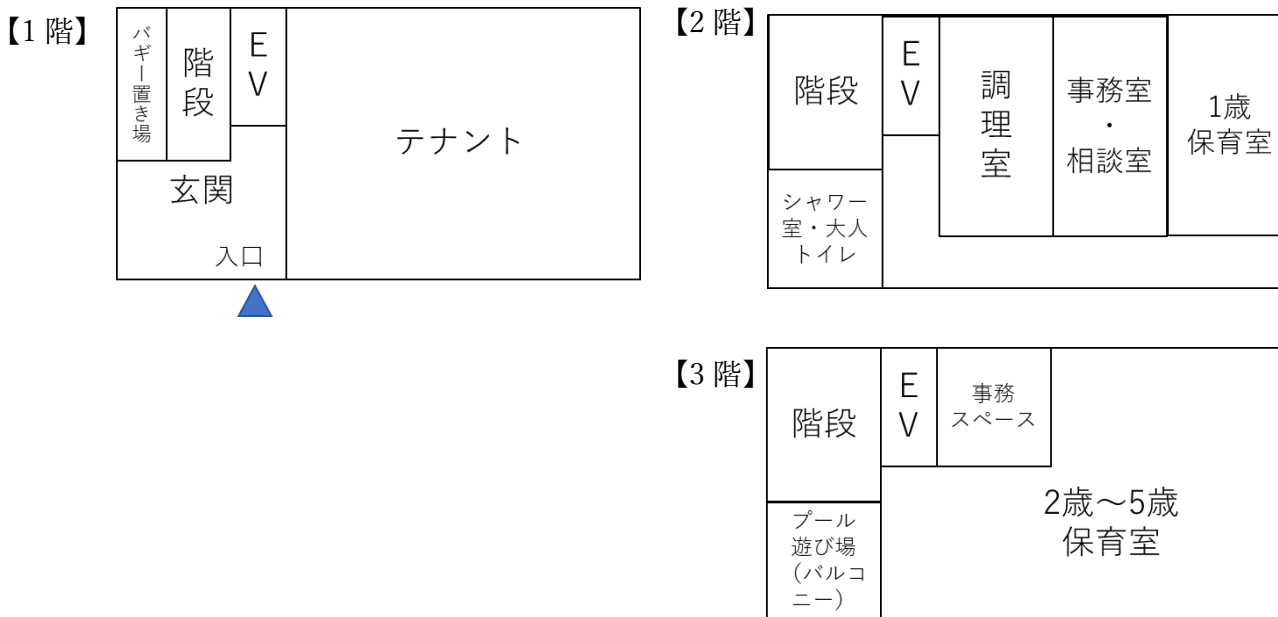 【1 階】
バギー置き場
階段
EV
テナント
玄関
入口
【2 階】
階段
EV
調理室
事務室
・
相談室
1歳
保育室
シャワー
室・大人
トイレ
【3 階】
階段
EV
事務
スペース
2歳～5歳
保育室
プール
遊び場
(バルコ
ニー)